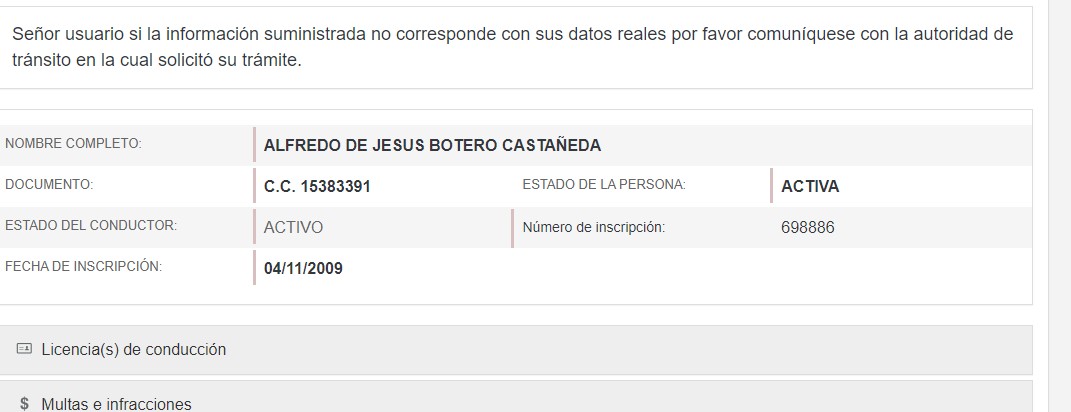 Señor usuario si la información suministrada no corresponde con sus datos reales por favor comuníquese con la autoridad de
tránsito en la cual solicitó su trámite.
NOMBRE COMPLETO: ALFREDO DE JESUS BOTERO CASTAÑEDA
DOCUMENTO: C.C. 15383391 ESTADO DE LA PERSONA: ACTIVA
ESTADO DEL CONDUCTOR: ACTIVO Número de inscripción: 698886
FECHA DE INSCRIPCIÓN: 04/11/2009
Licencia(s) de conducción
$ Multas e infracciones